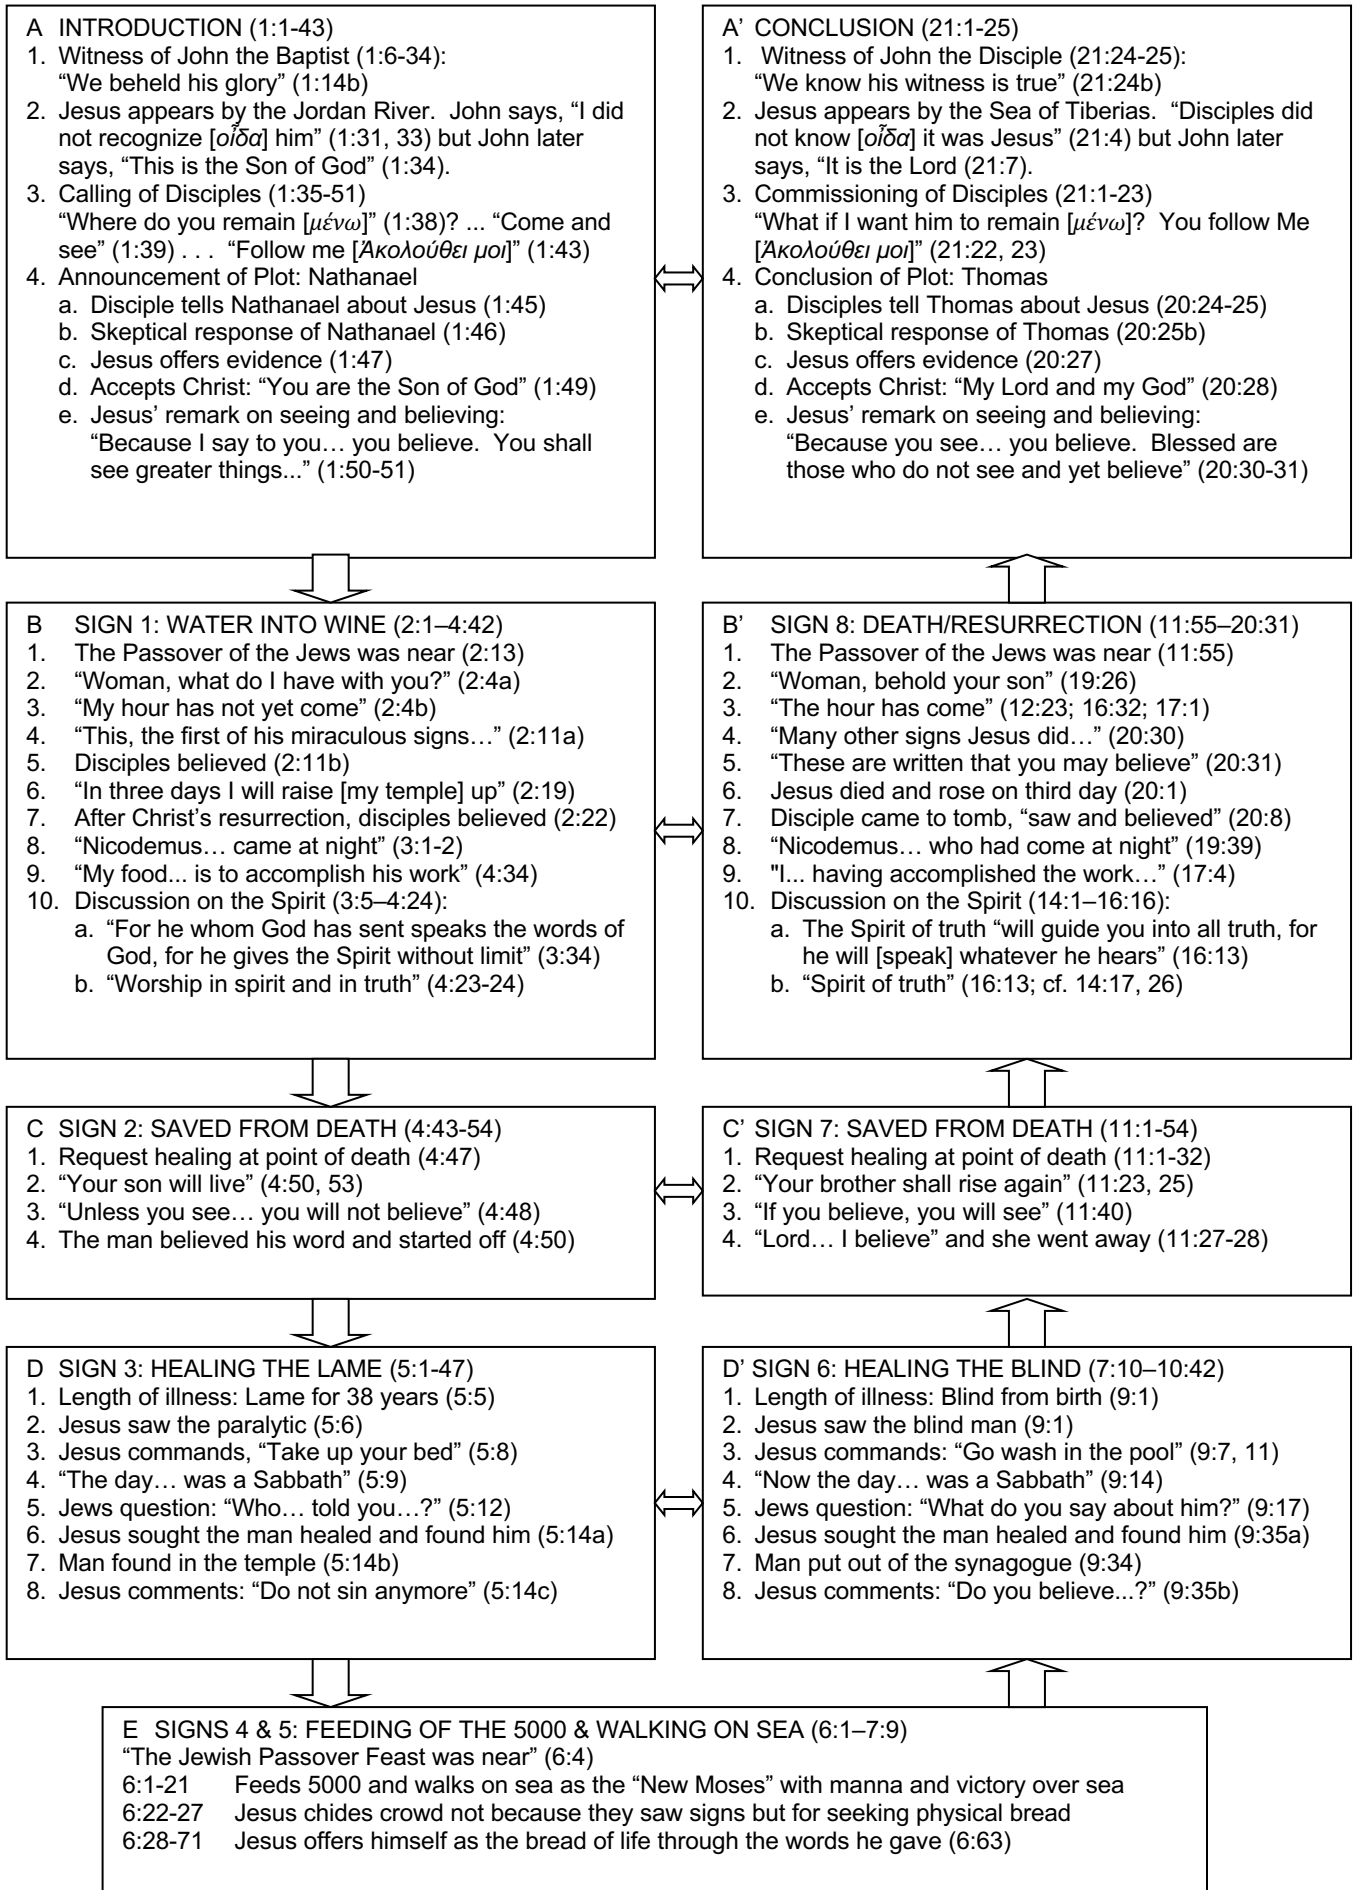 A INTRODUCTION (1:1-43)
1. Witness of John the Baptist (1:6-34):
“We beheld his glory” (1:14b)
2. Jesus appears by the Jordan River. John says, “I did
not recognize [οἶδα] him” (1:31, 33) but John later
says, “This is the Son of God” (1:34).
3. Calling of Disciples (1:35-51)
“Where do you remain [μένω]” (1:38)? ... “Come and
see” (1:39) . . . “Follow me [Ἀκολούθει μοι]” (1:43)
4. Announcement of Plot: Nathanael
a. Disciple tells Nathanael about Jesus (1:45)
b. Skeptical response of Nathanael (1:46)
c. Jesus offers evidence (1:47)
d. Accepts Christ: “You are the Son of God” (1:49)
e. Jesus’ remark on seeing and believing:
“Because I say to you… you believe. You shall
see greater things...” (1:50-51)
A’ CONCLUSION (21:1-25)
1. Witness of John the Disciple (21:24-25):
“We know his witness is true” (21:24b)
2. Jesus appears by the Sea of Tiberias. “Disciples did
not know [οἶδα] it was Jesus” (21:4) but John later
says, “It is the Lord (21:7).
3. Commissioning of Disciples (21:1-23)
“What if I want him to remain [μένω]? You follow Me
[Ἀκολούθει μοι]” (21:22, 23)
4. Conclusion of Plot: Thomas
a. Disciples tell Thomas about Jesus (20:24-25)
b. Skeptical response of Thomas (20:25b)
c. Jesus offers evidence (20:27)
d. Accepts Christ: “My Lord and my God” (20:28)
e. Jesus’ remark on seeing and believing:
“Because you see… you believe. Blessed are
those who do not see and yet believe” (20:30-31)
B SIGN 1: WATER INTO WINE (2:1–4:42)
1. The Passover of the Jews was near (2:13)
2. “Woman, what do I have with you?” (2:4a)
3. “My hour has not yet come” (2:4b)
4. “This, the first of his miraculous signs…” (2:11a)
5. Disciples believed (2:11b)
6. “In three days I will raise [my temple] up” (2:19)
7. After Christ’s resurrection, disciples believed (2:22)
8. “Nicodemus… came at night” (3:1-2)
9. “My food... is to accomplish his work” (4:34)
10. Discussion on the Spirit (3:5–4:24):
a. “For he whom God has sent speaks the words of
God, for he gives the Spirit without limit” (3:34)
b. “Worship in spirit and in truth” (4:23-24)
B’ SIGN 8: DEATH/RESURRECTION (11:55–20:31)
1. The Passover of the Jews was near (11:55)
2. “Woman, behold your son” (19:26)
3. “The hour has come” (12:23; 16:32; 17:1)
4. “Many other signs Jesus did…” (20:30)
5. “These are written that you may believe” (20:31)
6. Jesus died and rose on third day (20:1)
7. Disciple came to tomb, “saw and believed” (20:8)
8. “Nicodemus… who had come at night” (19:39)
9. "I... having accomplished the work…” (17:4)
10. Discussion on the Spirit (14:1–16:16):
a. The Spirit of truth “will guide you into all truth, for
he will [speak] whatever he hears” (16:13)
b. “Spirit of truth” (16:13; cf. 14:17, 26)
C SIGN 2: SAVED FROM DEATH (4:43-54)
1. Request healing at point of death (4:47)
2. “Your son will live” (4:50, 53)
3. “Unless you see… you will not believe” (4:48)
4. The man believed his word and started off (4:50)
C’ SIGN 7: SAVED FROM DEATH (11:1-54)
1. Request healing at point of death (11:1-32)
2. “Your brother shall rise again” (11:23, 25)
3. “If you believe, you will see” (11:40)
4. “Lord… I believe” and she went away (11:27-28)
D SIGN 3: HEALING THE LAME (5:1-47)
1. Length of illness: Lame for 38 years (5:5)
2. Jesus saw the paralytic (5:6)
3. Jesus commands, “Take up your bed” (5:8)
4. “The day… was a Sabbath” (5:9)
5. Jews question: “Who… told you…?” (5:12)
6. Jesus sought the man healed and found him (5:14a)
7. Man found in the temple (5:14b)
8. Jesus comments: “Do not sin anymore” (5:14c)
D’ SIGN 6: HEALING THE BLIND (7:10–10:42)
1. Length of illness: Blind from birth (9:1)
2. Jesus saw the blind man (9:1)
3. Jesus commands: “Go wash in the pool” (9:7, 11)
4. “Now the day… was a Sabbath” (9:14)
5. Jews question: “What do you say about him?” (9:17)
6. Jesus sought the man healed and found him (9:35a)
7. Man put out of the synagogue (9:34)
8. Jesus comments: “Do you believe...?” (9:35b)
E SIGNS 4 & 5: FEEDING OF THE 5000 & WALKING ON SEA (6:1–7:9)
“The Jewish Passover Feast was near” (6:4)
6:1-21 Feeds 5000 and walks on sea as the “New Moses” with manna and victory over sea
6:22-27 Jesus chides crowd not because they saw signs but for seeking physical bread
6:28-71 Jesus offers himself as the bread of life through the words he gave (6:63)